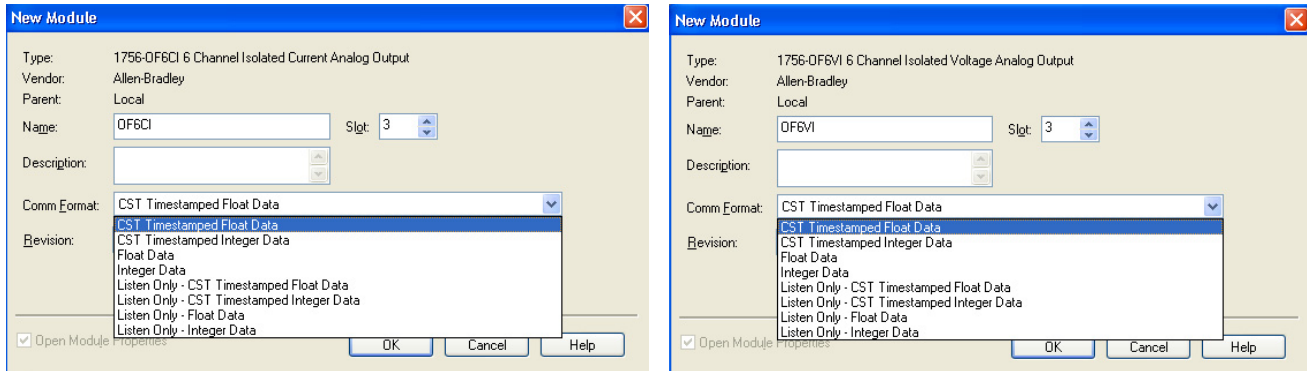 New Module
Type: 1756-OF6CI 6 Channel Isolated Current Analog Output
Vendor: Allen-Bradley
Parent: Local
Name: OF6CI Slot: 3
Description:
Comm Format: CST Timestamped Float Data
CST Timestamped Float Data
Revision: CST Timestamped Integer Data
Float Data
Integer Data
Listen Only - CST Timestamped Float Data
Listen Only - CST Timestamped Integer Data
Listen Only - Float Data
Listen Only - Integer Data
Open Module Properties OK Cancel Help
New Module
Type: 1756-OF6VI 6 Channel Isolated Voltage Analog Output
Vendor: Allen-Bradley
Parent: Local
Name: OF6VI Slot: 3
Description:
Comm Format: CST Timestamped Float Data
CST Timestamped Float Data
Revision: CST Timestamped Integer Data
Float Data
Integer Data
Listen Only - CST Timestamped Float Data
Listen Only - CST Timestamped Integer Data
Listen Only - Float Data
Listen Only - Integer Data
Open Module Properties OK Cancel Help